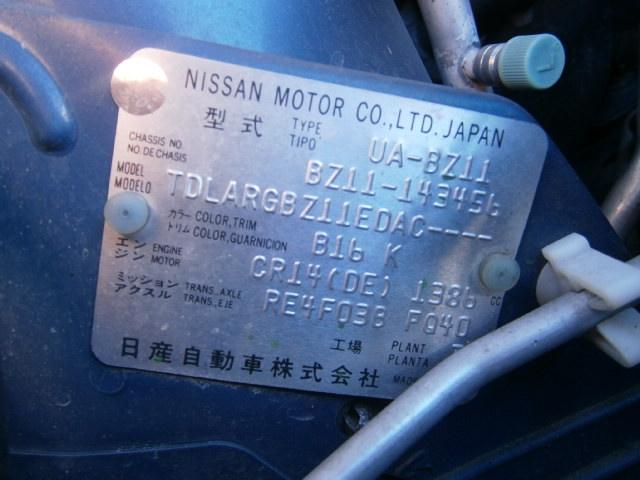 NISSAN MOTOR CO.,LTD. JAPAN
型式 TYPE TIPO UA-BZ11
CHASSIS NO. NO. DE CHASIS BZ11-143456
MODEL MODELO TDLARGBZ11EDAC----
カラー COLOR,TRIM トリム COLOR,GUARNICION B16 K
エンジン ENGINE MOTOR CR14(DE) 1386 CC
ミッション TRANS.,AXLE アクスル TRANS.,EJE RE4F03B FQ40
工場 PLANT PLANTA
日産自動車株式会社 MADE